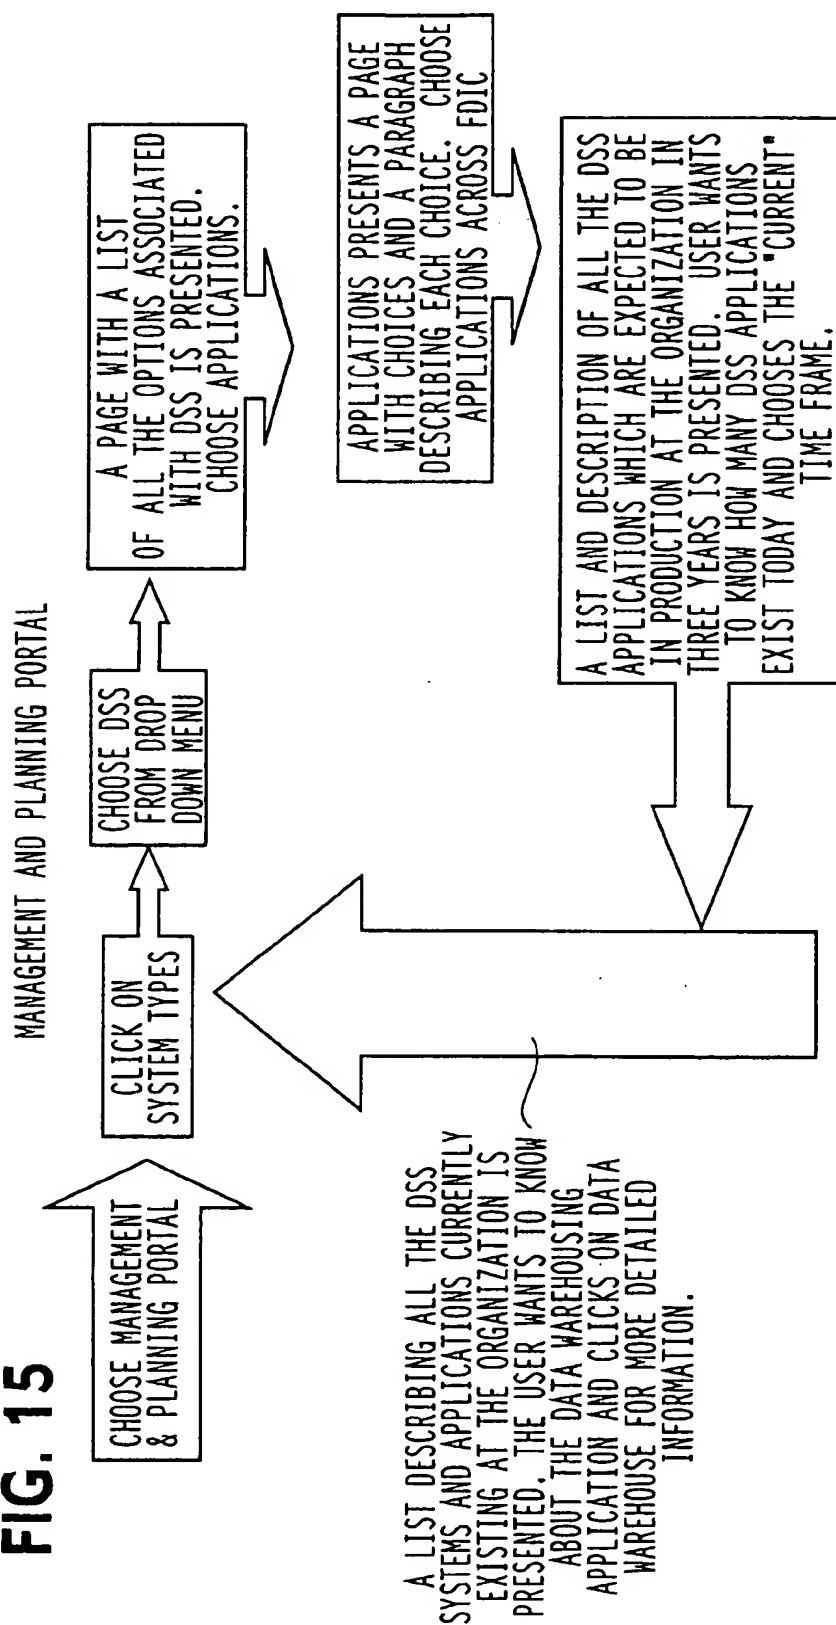 FIG. 15
MANAGEMENT AND PLANNING PORTAL
CHOOSE MANAGEMENT
& PLANNING PORTAL
CLICK ON
SYSTEM TYPES
CHOOSE DSS
FROM DROP
DOWN MENU
A PAGE WITH A LIST
OF ALL THE OPTIONS ASSOCIATED
WITH DSS IS PRESENTED.
CHOOSE APPLICATIONS.
APPLICATIONS PRESENTS A PAGE
WITH CHOICES AND A PARAGRAPH
DESCRIBING EACH CHOICE. CHOOSE
APPLICATIONS ACROSS FDIC
A LIST AND DESCRIPTION OF ALL THE DSS
APPLICATIONS WHICH ARE EXPECTED TO BE
IN PRODUCTION AT THE ORGANIZATION IN
THREE YEARS IS PRESENTED. USER WANTS
TO KNOW HOW MANY DSS APPLICATIONS
EXIST TODAY AND CHOOSES THE "CURRENT"
TIME FRAME.
A LIST DESCRIBING ALL THE DSS
SYSTEMS AND APPLICATIONS CURRENTLY
EXISTING AT THE ORGANIZATION IS
PRESENTED. THE USER WANTS TO KNOW
ABOUT THE DATA WAREHOUSING
APPLICATION AND CLICKS ON DATA
WAREHOUSE FOR MORE DETAILED
INFORMATION.